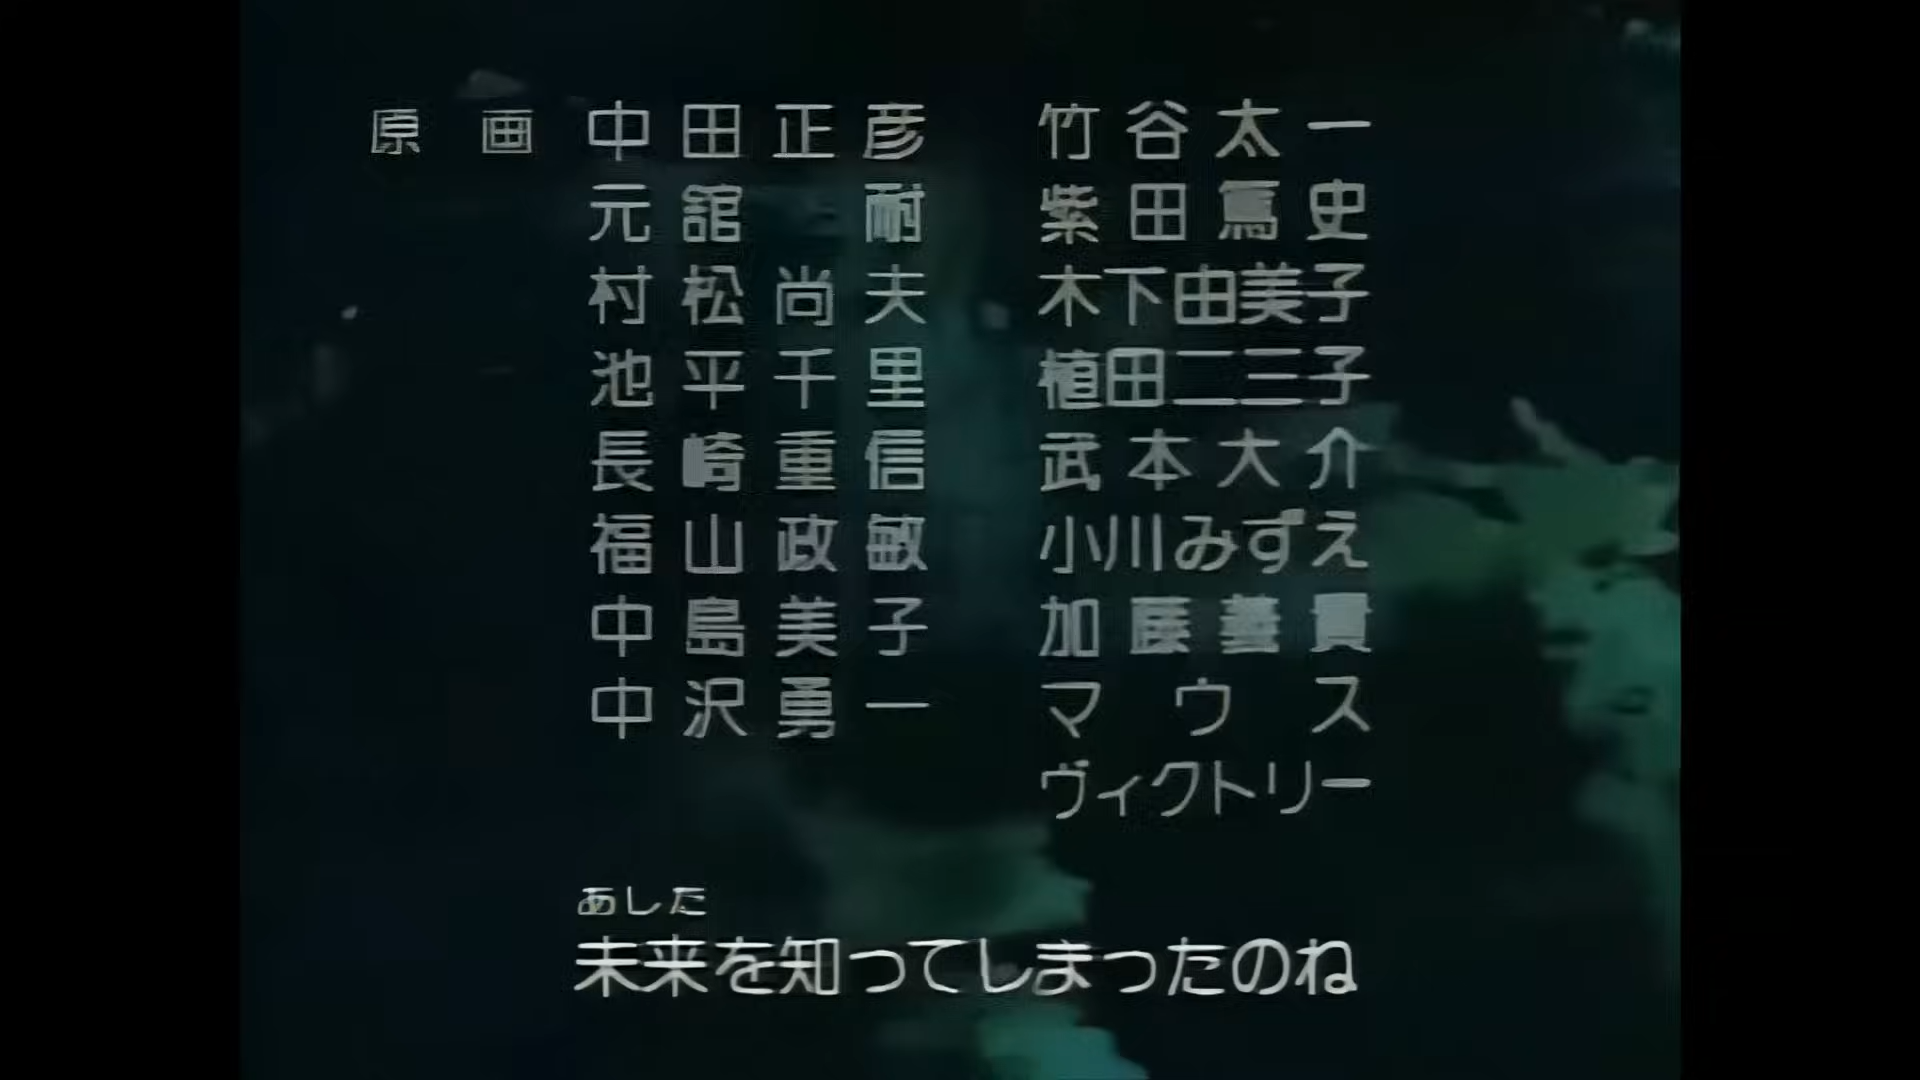 原画 中田正彦 竹谷太一
元舘 耐 紫田篤史
村松尚夫 木下由美子
池平千里 植田二三子
長崎重信 武本大介
福山政敏 小川みずえ
中島美子 加藤義貴
中沢勇一 マウス
ヴィクトリー
あした
未来を知ってしまったのね